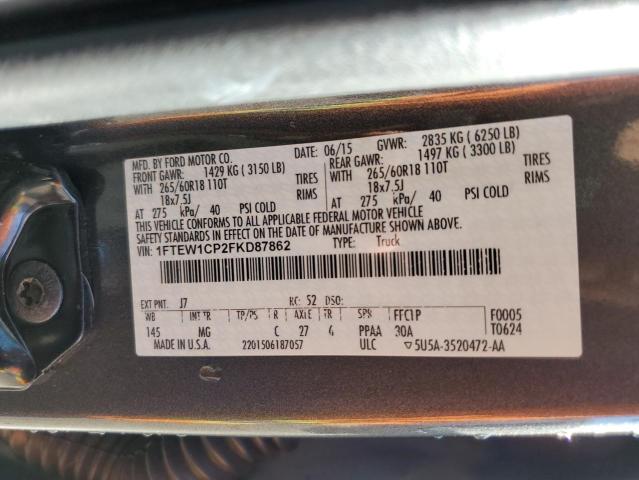 MFD. BY FORD MOTOR CO.
06/15 GVWR: 2835 KG ( 6250 LB)
FRONT GAWR: 1429 KG ( 3150 LB) REAR GAWR: 1497 KG ( 3300 LB)
WITH 265/60R18 110T TIRES WITH 265/60R18 110T TIRES
18x7.5J RIMS 18x7.5J RIMS
AT 275 kPa/ 40 PSI COLD AT 275 kPa/ 40 PSI COLD
THIS VEHICLE CONFORMS TO ALL APPLICABLE FEDERAL MOTOR VEHICLE
SAFETY STANDARDS IN EFFECT ON THE DATE OF MANUFACTURE SHOWN ABOVE.
VIN: 1FTEW1CP2FKD87862 TYPE: Truck
EXT PNT: J7 RC: 52 DSO:
WB INT TR TP/PS R AXLE TR SPR FFC1P F0005
145 MG C 27 4 PPAA 30A T0624
MADE IN U.S.A. 2201506187057 ULC ▽5U5A-3520472-AA